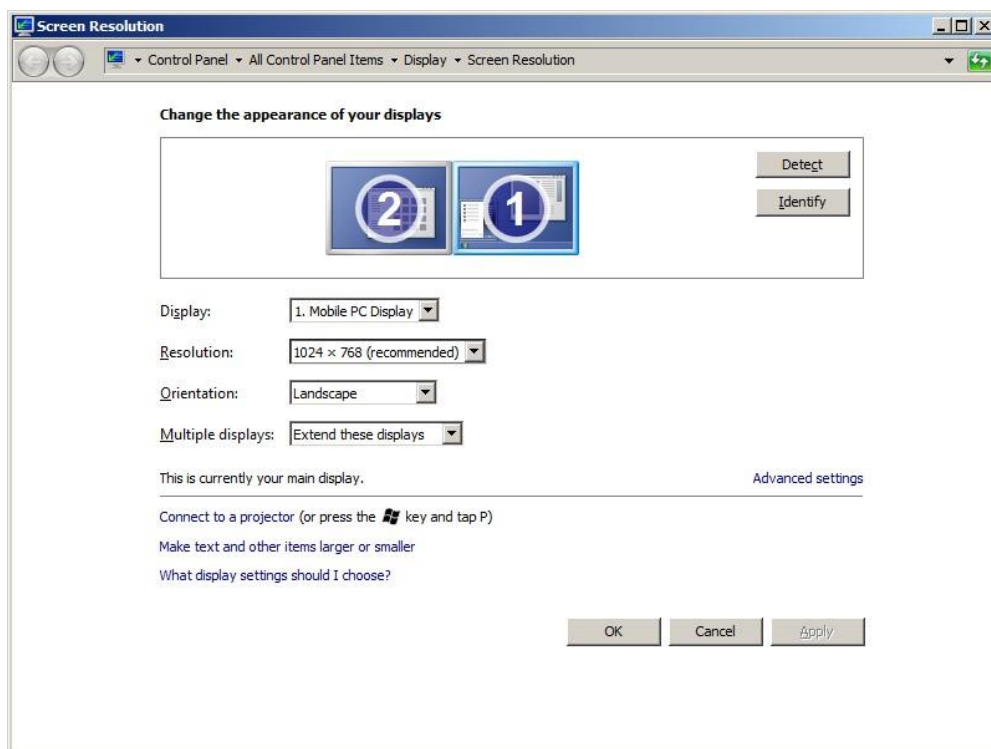 Screen Resolution
Control Panel All Control Panel Items Display Screen Resolution
Change the appearance of your displays
2 1
Detect
Identify
Display: 1. Mobile PC Display
Resolution: 1024 × 768 (recommended)
Orientation: Landscape
Multiple displays: Extend these displays
This is currently your main display. Advanced settings
Connect to a projector (or press the key and tap P)
Make text and other items larger or smaller
What display settings should I choose?
OK Cancel Apply